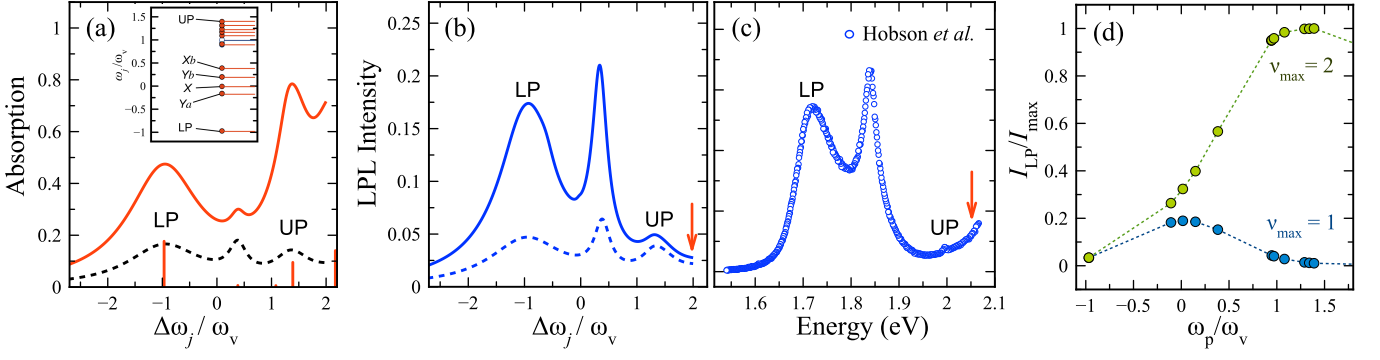 (a)
Absorption
1
0.8
0.6
0.4
0.2
0
−2
−1
0
1
2
Δω_j / ω_v
LP
UP
ω_j/ω_v
1.5
1
0.5
0
−0.5
−1
UP
Xb
Yb
X
Ya
LP
(b)
LPL Intensity
0.25
0.2
0.15
0.1
0.05
0
−2
−1
0
1
2
Δω_j / ω_v
LP
UP
(c)
Hobson et al.
LP
UP
1.6
1.7
1.8
1.9
2
2.1
Energy (eV)
(d)
I_LP/I_max
1
0.8
0.6
0.4
0.2
0
ν_max = 2
ν_max = 1
−1
−0.5
0
0.5
1
1.5
ω_p/ω_v